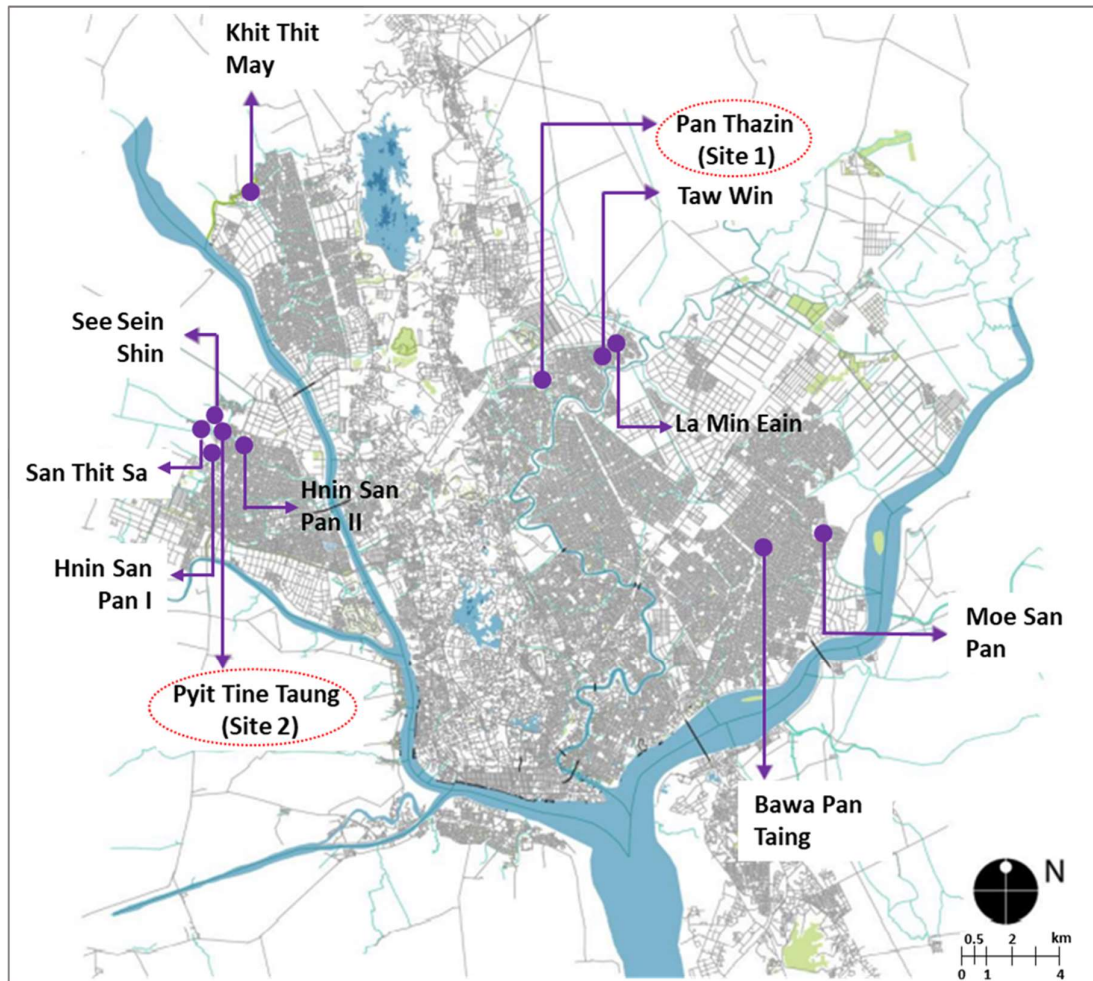 Khit Thit
May
Pan Thazin
(Site 1)
Taw Win
See Sein
Shin
La Min Eain
San Thit Sa
Hnin San
Pan II
Hnin San
Pan I
Moe San
Pan
Pyit Tine Taung
(Site 2)
Bawa Pan
Taing
N
0.5 2 km
0 1 4